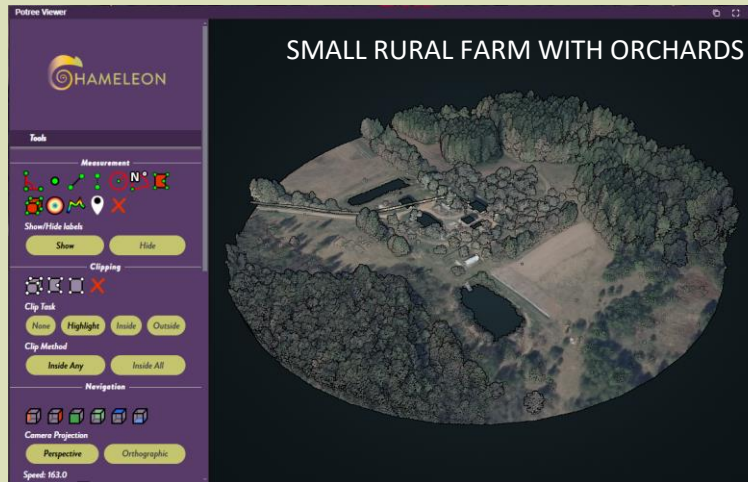 Potree Viewer
SMALL RURAL FARM WITH ORCHARDS
CHAMELEON
Tools
Measurement
N
Show/Hide labels
Show Hide
Clipping
Clip Task
None Highlight Inside Outside
Clip Method
Inside Any Inside All
Navigation
Camera Projection
Perspective Orthographic
Speed: 163.0